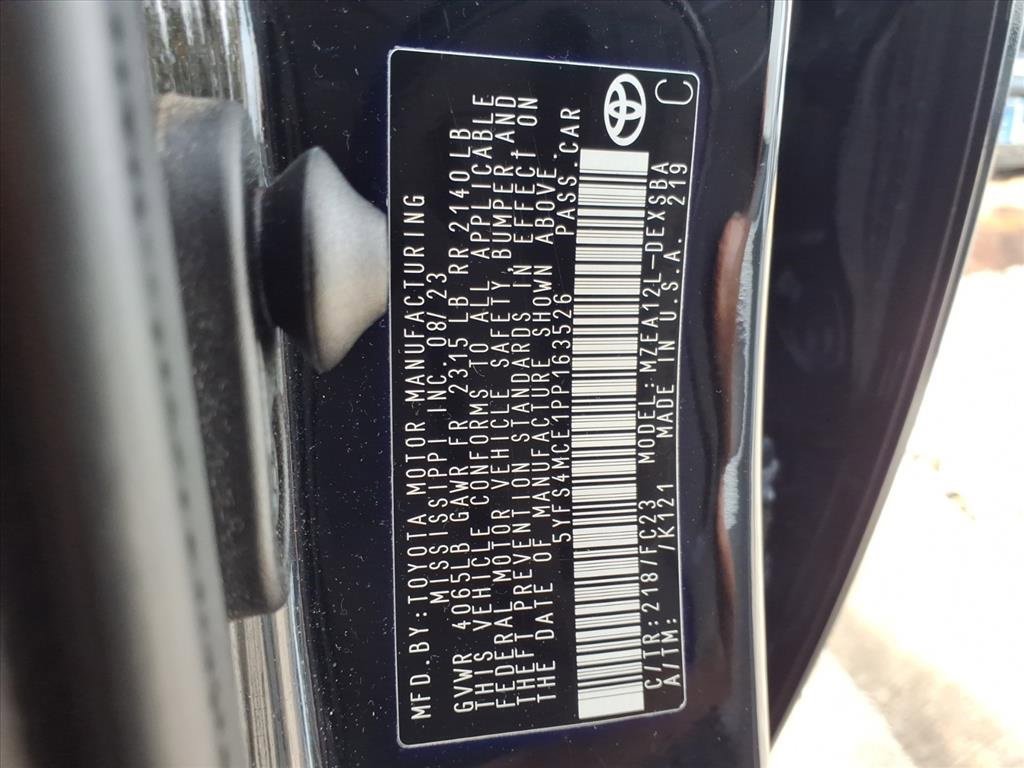 MFD.BY:TOYOTA MOTOR MANUFACTURING
MISSISSIPPI INC.08/23
GVWR 4065LB GAWR FR 2315 LB RR 2140 LB
THIS VEHICLE CONFORMS TO ALL APPLICABLE
FEDERAL MOTOR VEHICLE SAFETY, BUMPER AND
THEFT PREVENTION STANDARDS IN EFFECT ON
THE DATE OF MANUFACTURE SHOWN ABOVE.
5YFS4MCE1PP163526 PASS.CAR
C/TR:218/FC23 MODEL:MZEA12L-DEXSBA
A/TM: /K121 MADE IN U.S.A. 219
C